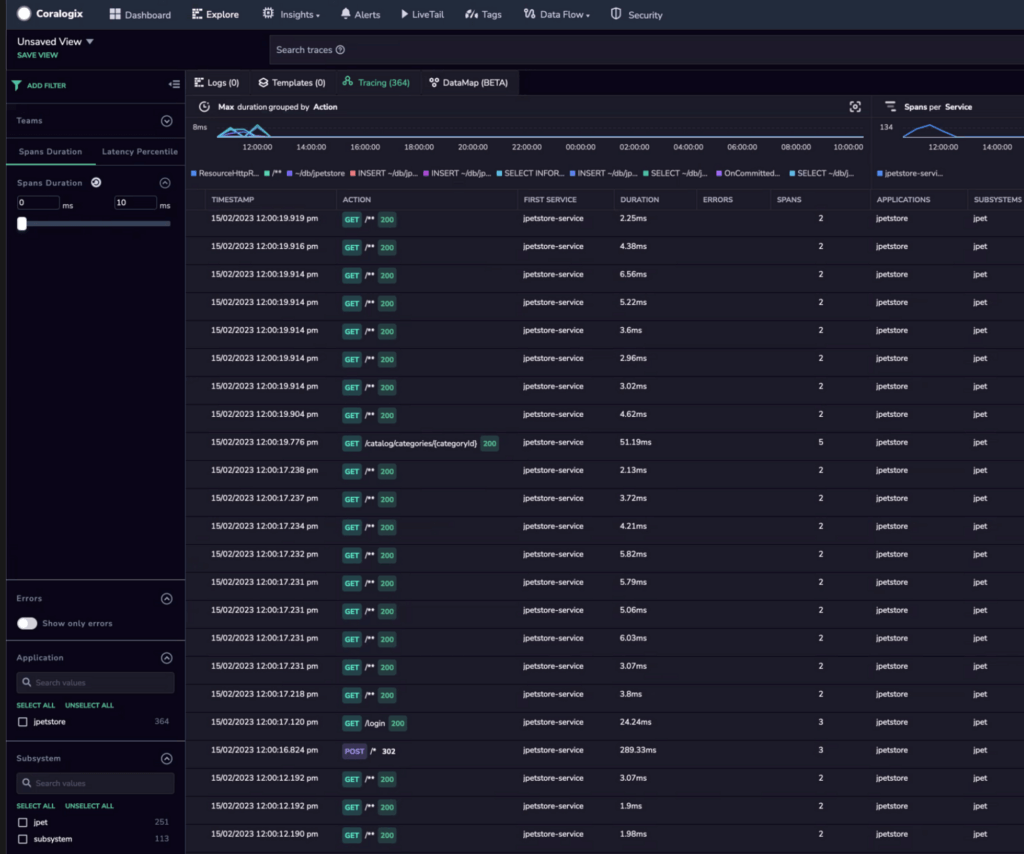 Coralogix Dashboard Explore Insights Alerts LiveTail Tags Data Flow Security
Unsaved View
SAVE VIEW
Search traces
ADD FILTER
Logs (0) Templates (0) Tracing (364) DataMap (BETA)
Teams
Spans Duration Latency Percentile
Spans Duration
0 ms 10 ms
Errors
Show only errors
Application
Search values
SELECT ALL UNSELECT ALL
jpetstore 364
Subsystem
Search values
SELECT ALL UNSELECT ALL
jpet 251
subsystem 113
Max duration grouped by Action
8ms
12:00:00 14:00:00 16:00:00 18:00:00 20:00:00 22:00:00 00:00:00 02:00:00 04:00:00 06:00:00 08:00:00 10:00:00
ResourceHttpR... /** ~/db/jpetstore INSERT ~/db/jp... INSERT ~/db/jp... SELECT INFOR... INSERT ~/db/jp... SELECT ~/db/j... OnCommitted... SELECT ~/db/j...
Spans per Service
134
12:00:00 14:00:00
jpetstore-servi...
TIMESTAMP ACTION FIRST SERVICE DURATION ERRORS SPANS APPLICATIONS SUBSYSTEMS
15/02/2023 12:00:19.919 pm GET /** 200 jpetstore-service 2.25ms 2 jpetstore jpet
15/02/2023 12:00:19.916 pm GET /** 200 jpetstore-service 4.38ms 2 jpetstore jpet
15/02/2023 12:00:19.914 pm GET /** 200 jpetstore-service 6.56ms 2 jpetstore jpet
15/02/2023 12:00:19.914 pm GET /** 200 jpetstore-service 5.22ms 2 jpetstore jpet
15/02/2023 12:00:19.914 pm GET /** 200 jpetstore-service 3.6ms 2 jpetstore jpet
15/02/2023 12:00:19.914 pm GET /** 200 jpetstore-service 2.96ms 2 jpetstore jpet
15/02/2023 12:00:19.914 pm GET /** 200 jpetstore-service 3.02ms 2 jpetstore jpet
15/02/2023 12:00:19.904 pm GET /** 200 jpetstore-service 4.62ms 2 jpetstore jpet
15/02/2023 12:00:19.776 pm GET /catalog/categories/{categoryId} 200 jpetstore-service 51.19ms 5 jpetstore jpet
15/02/2023 12:00:17.238 pm GET /** 200 jpetstore-service 2.13ms 2 jpetstore jpet
15/02/2023 12:00:17.237 pm GET /** 200 jpetstore-service 3.72ms 2 jpetstore jpet
15/02/2023 12:00:17.234 pm GET /** 200 jpetstore-service 4.21ms 2 jpetstore jpet
15/02/2023 12:00:17.232 pm GET /** 200 jpetstore-service 5.82ms 2 jpetstore jpet
15/02/2023 12:00:17.231 pm GET /** 200 jpetstore-service 5.79ms 2 jpetstore jpet
15/02/2023 12:00:17.231 pm GET /** 200 jpetstore-service 5.06ms 2 jpetstore jpet
15/02/2023 12:00:17.231 pm GET /** 200 jpetstore-service 6.03ms 2 jpetstore jpet
15/02/2023 12:00:17.231 pm GET /** 200 jpetstore-service 3.07ms 2 jpetstore jpet
15/02/2023 12:00:17.218 pm GET /** 200 jpetstore-service 3.8ms 2 jpetstore jpet
15/02/2023 12:00:17.120 pm GET /login 200 jpetstore-service 24.24ms 3 jpetstore jpet
15/02/2023 12:00:16.824 pm POST /* 302 jpetstore-service 289.33ms 3 jpetstore jpet
15/02/2023 12:00:12.192 pm GET /** 200 jpetstore-service 3.07ms 2 jpetstore jpet
15/02/2023 12:00:12.192 pm GET /** 200 jpetstore-service 1.9ms 2 jpetstore jpet
15/02/2023 12:00:12.190 pm GET /** 200 jpetstore-service 1.98ms 2 jpetstore jpet